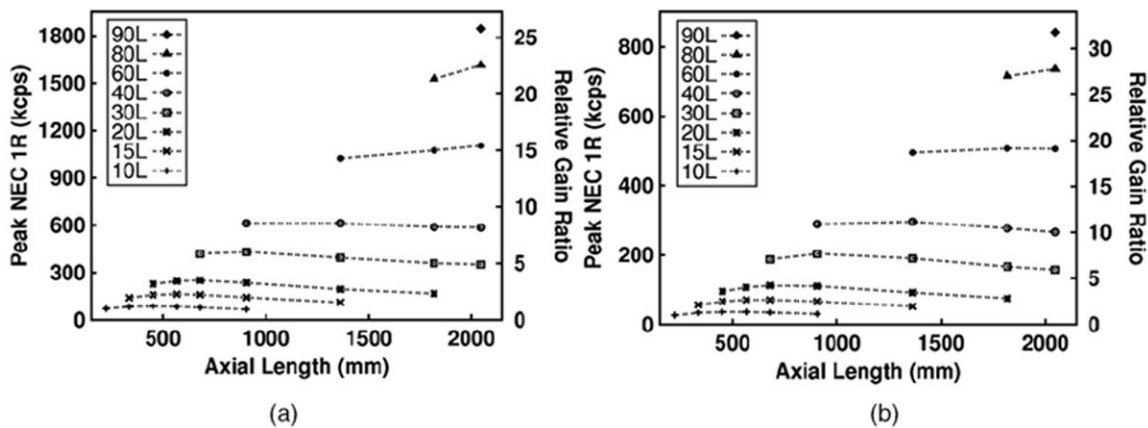 Peak NEC 1R (kcps)
1800
1500
1200
900
600
300
0
90L
80L
60L
40L
30L
20L
15L
10L
25
20
15
10
5
0
Relative Gain Ratio
500
1000
1500
2000
Axial Length (mm)
(a)
Peak NEC 1R (kcps)
800
600
400
200
0
90L
80L
60L
40L
30L
20L
15L
10L
30
25
20
15
10
5
0
Relative Gain Ratio
500
1000
1500
2000
Axial Length (mm)
(b)